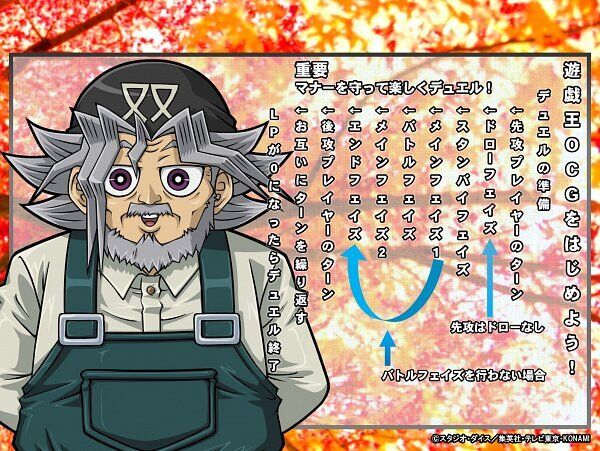 遊戯王OCGをはじめよう!
デュエルの準備
↓先攻プレイヤーのターン
↓ドローフェイズ
↓スタンバイフェイズ
↓メインフェイズ1
↓バトルフェイズ
↓メインフェイズ2
↓エンドフェイズ
↓後攻プレイヤーのターン
↓お互いにターンを繰り返す
LPが0になったらデュエル終了
先攻はドローなし
バトルフェイズを行わない場合
重要
マナーを守って楽しくデュエル!
双
©スタジオ・ダイス/集英社・テレビ東京・KONAMI